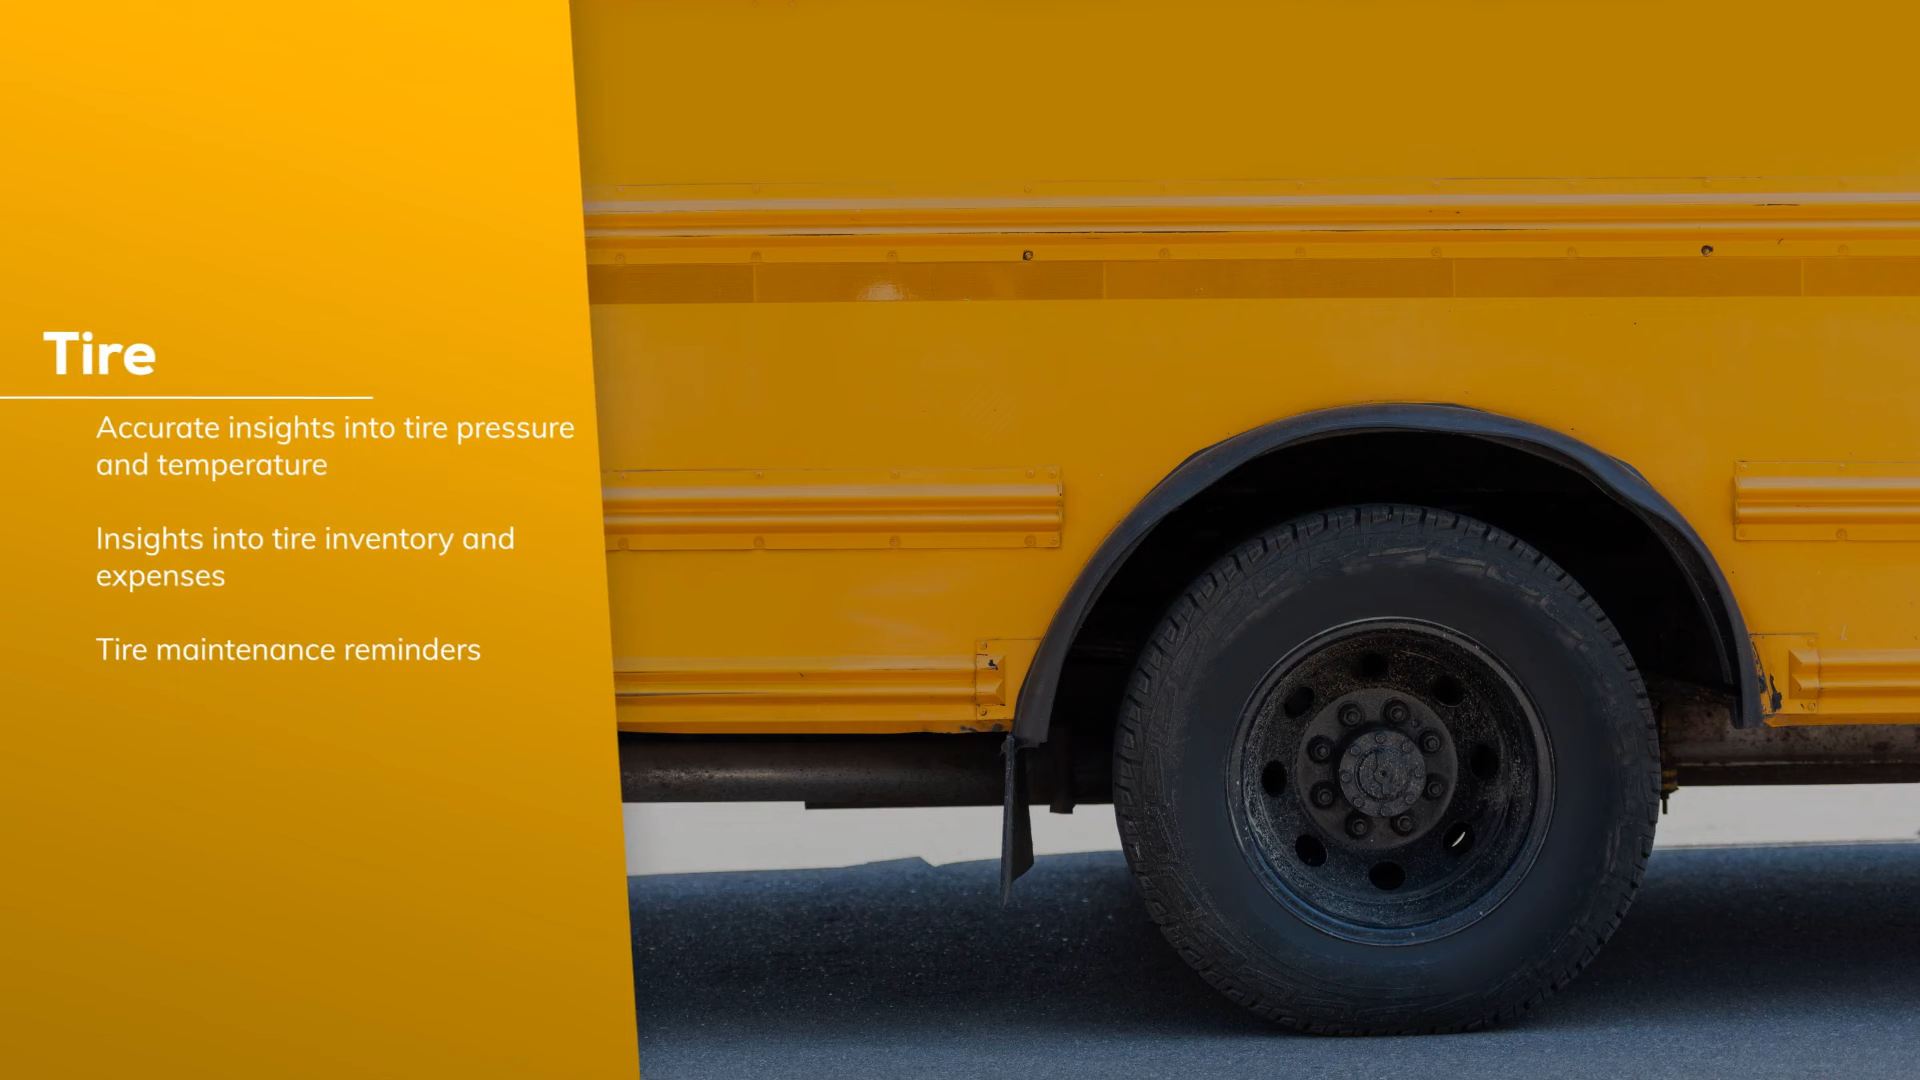 Tire
Accurate insights into tire pressure
and temperature
Insights into tire inventory and
expenses
Tire maintenance reminders